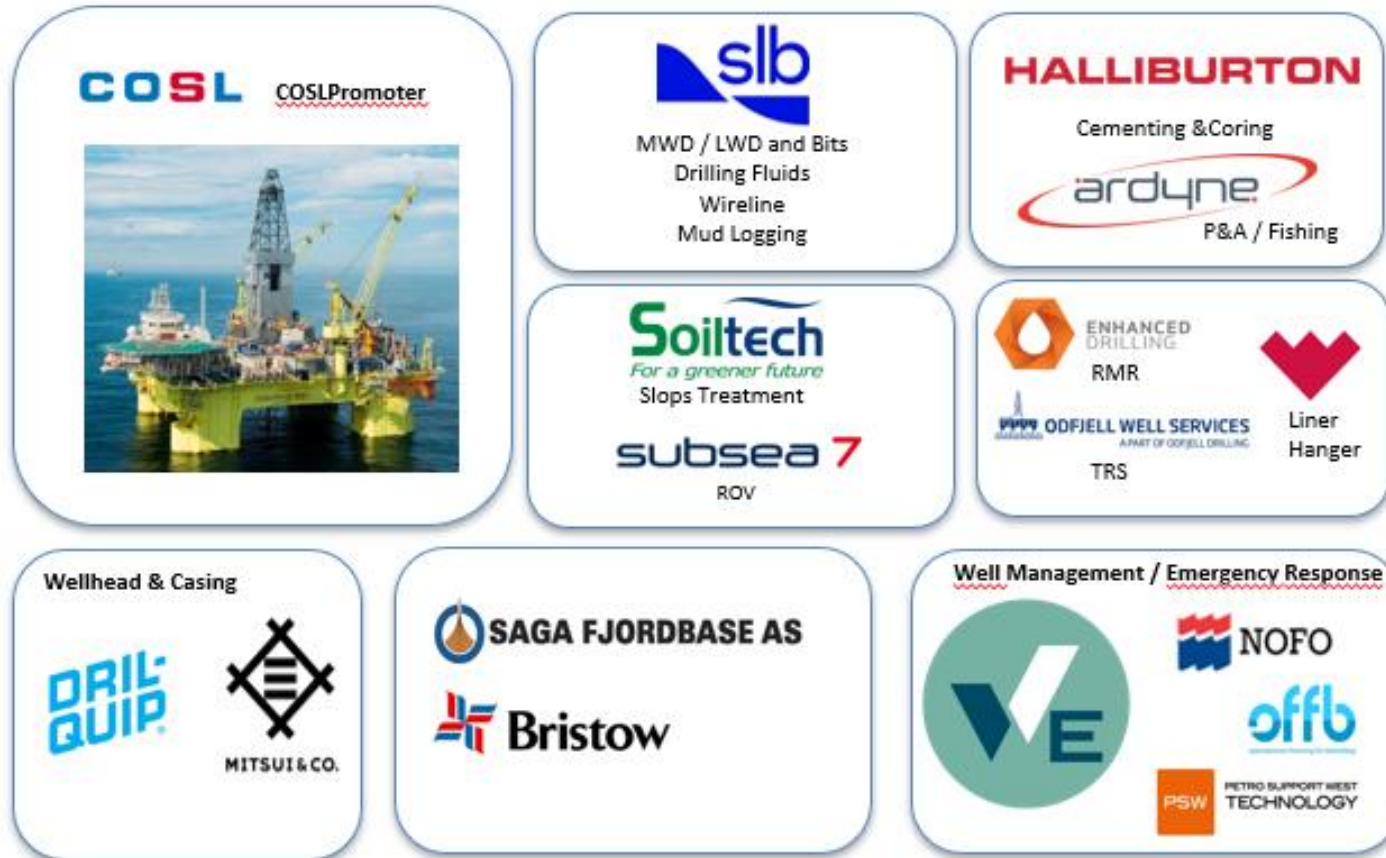 COSL COSLPromoter
slb
MWD / LWD and Bits
Drilling Fluids
Wireline
Mud Logging
HALLIBURTON
Cementing &Coring
ardyne
P&A / Fishing
Soiltech
For a greener future
Slops Treatment
subsea 7
ROV
ENHANCED
DRILLING
RMR
ODFJELL WELL SERVICES
A PART OF ODFJELL DRILLING
TRS
Liner
Hanger
Wellhead & Casing
DRIL-
QUIP
MITSUI & CO.
SAGA FJORDBASE AS
Bristow
Well Management / Emergency Response
VE
NOFO
offb
PSW
PETRO SUPPORT WEST
TECHNOLOGY